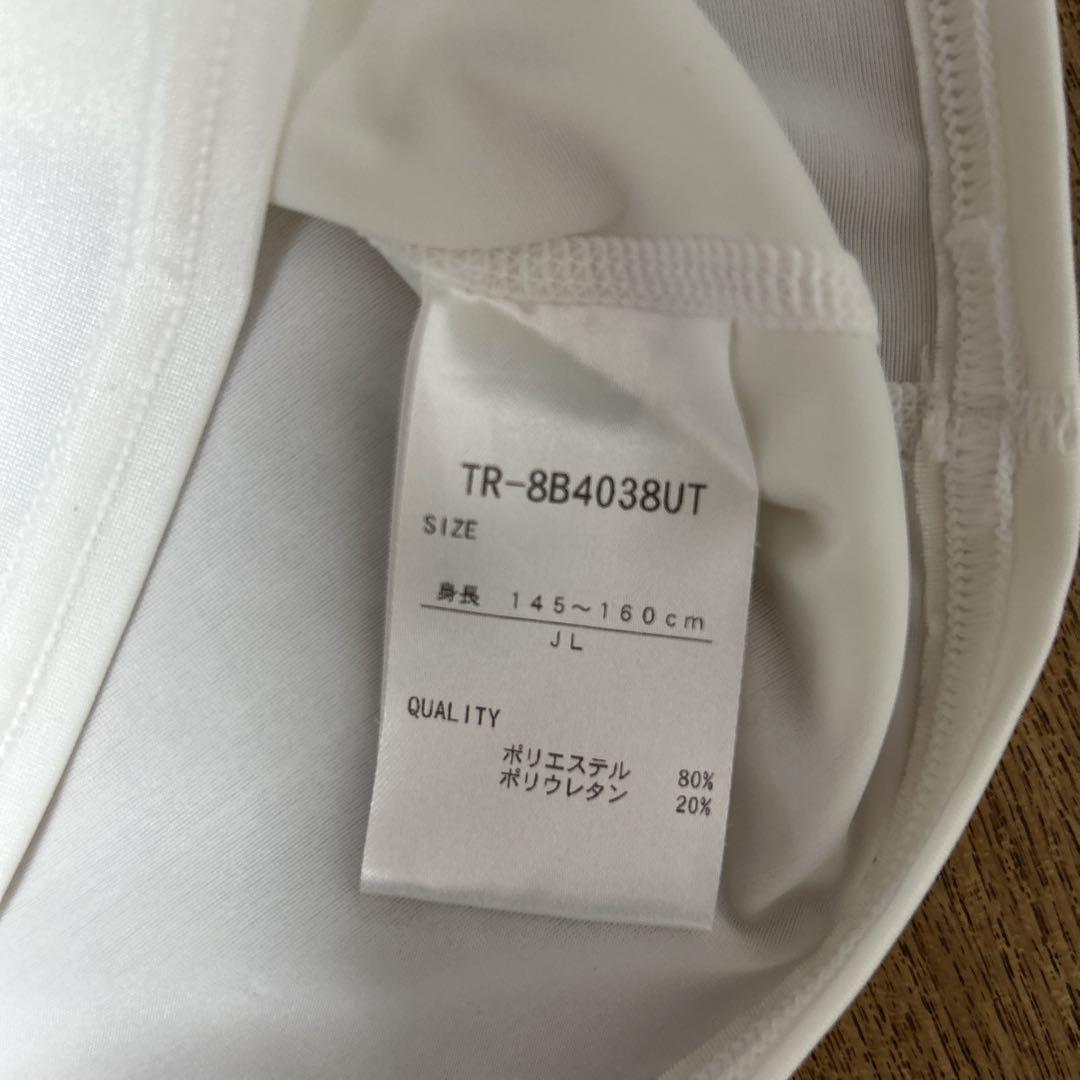 TR-8B4038UT
SIZE
身長 145～160cm
JL
QUALITY
ポリエステル 80%
ポリウレタン 20%